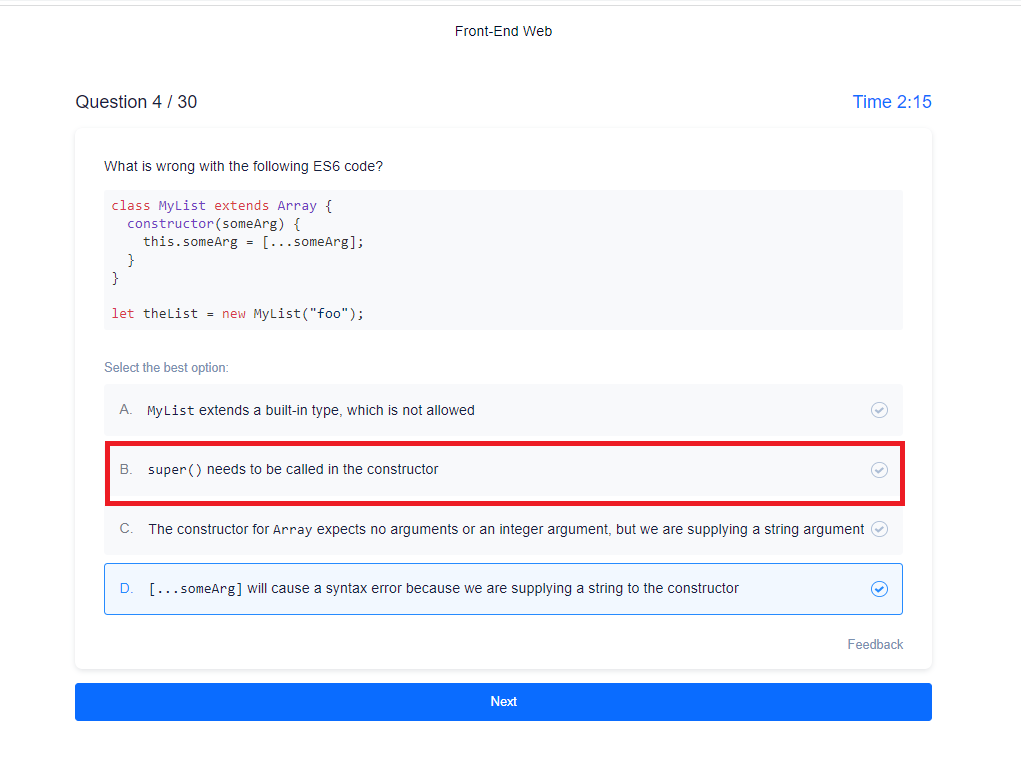 Front-End Web
Question 4 / 30
Time 2:15
What is wrong with the following ES6 code?
class MyList extends Array {
  constructor(someArg) {
    this.someArg = [...someArg];
  }
}
let theList = new MyList("foo");
Select the best option:
A. MyList extends a built-in type, which is not allowed
B. super() needs to be called in the constructor
C. The constructor for Array expects no arguments or an integer argument, but we are supplying a string argument
D. [...someArg] will cause a syntax error because we are supplying a string to the constructor
Feedback
Next